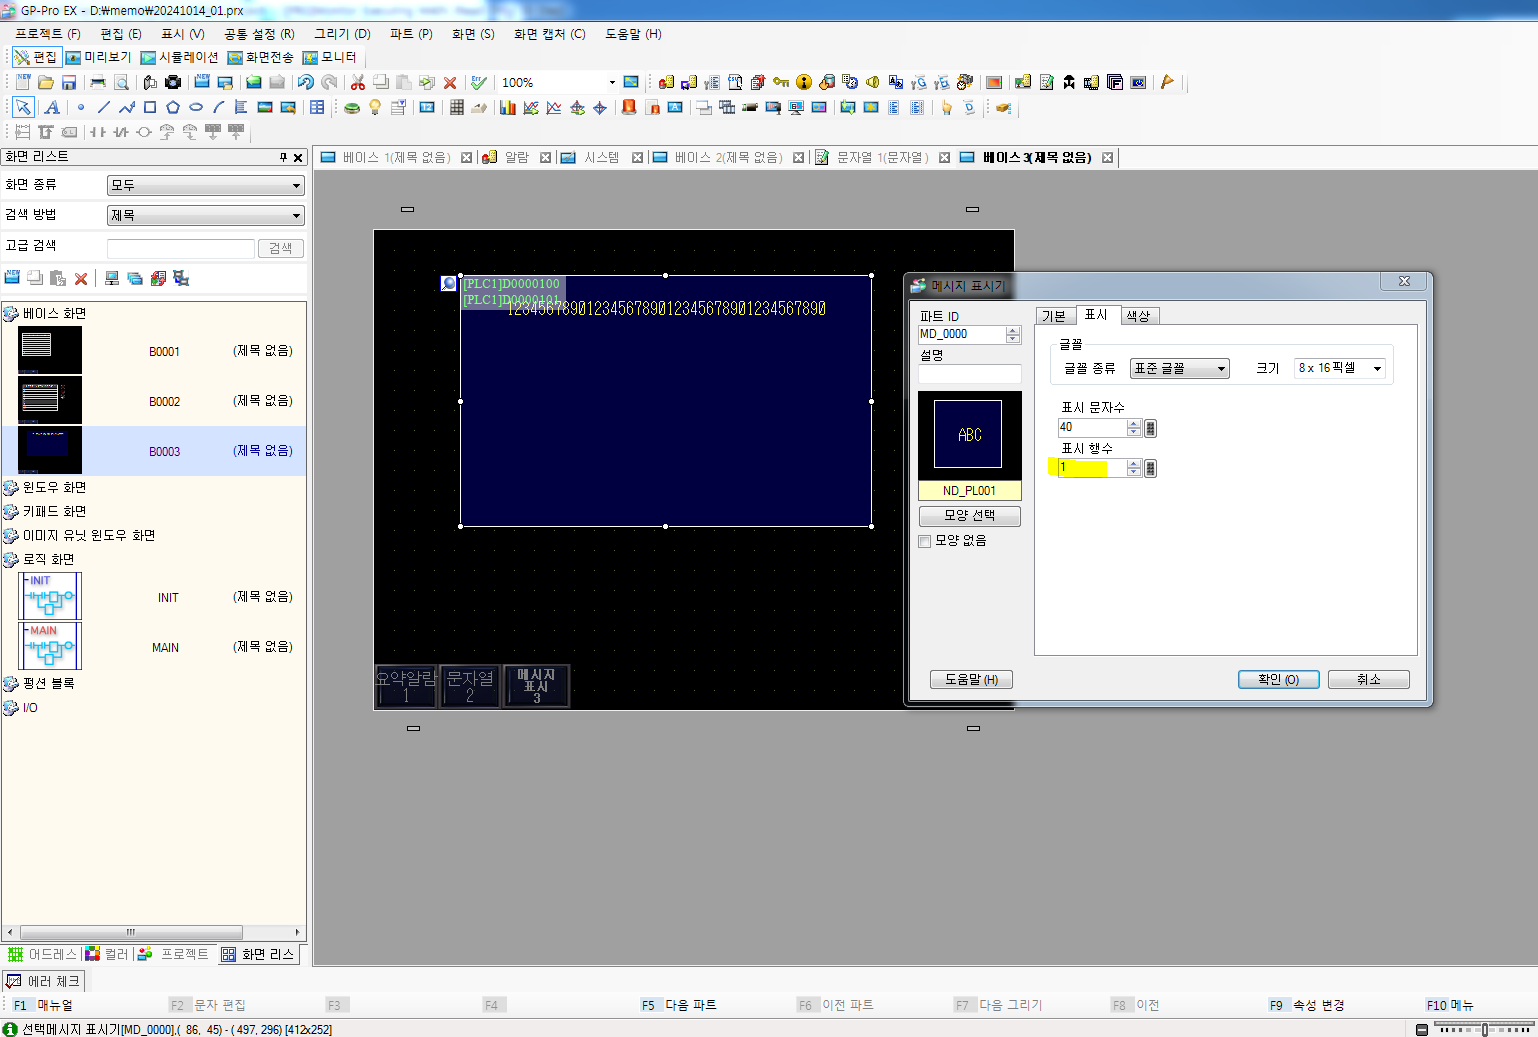 GP-Pro EX - D:₩memo₩20241014_01.prx
프로젝트 (F) 편집 (E) 표시 (V) 공통 설정 (R) 그리기 (D) 파트 (P) 화면 (S) 화면 캡처 (C) 도움말 (H)
편집 미리보기 시뮬레이션 화면전송 모니터
100%
화면 리스트
베이스 1(제목 없음) 알람 시스템 베이스 2(제목 없음) 문자열 1(문자열) 베이스 3(제목 없음)
화면 종류 모두
검색 방법 제목
고급 검색 검색
베이스 화면
B0001 (제목 없음)
B0002 (제목 없음)
B0003 (제목 없음)
윈도우 화면
키패드 화면
이미지 유닛 윈도우 화면
로직 화면
INIT INIT (제목 없음)
MAIN MAIN (제목 없음)
펑션 블록
I/O
어드레스 컬러 프로젝트 화면 리스
에러 체크
[PLC1]D0000100
[PLC1]D0000101
1234567890123456789012345678901234567890
요약알람
1
문자열
2
메시지
표시
3
메시지 표시기
파트 ID
MD_0000
설명
ABC
ND_PL001
모양 선택
모양 없음
기본 표시 색상
글꼴
글꼴 종류 표준 글꼴 크기 8 x 16 픽셀
표시 문자수
40
표시 행수
1
도움말 (H) 확인 (O) 취소
F1 매뉴얼 F2 문자 편집 F3 F4 F5 다음 파트 F6 이전 파트 F7 다음 그리기 F8 이전 F9 속성 변경 F10 메뉴
선택메시지 표시기[MD_0000],( 86, 45) - ( 497, 296) [412x252]